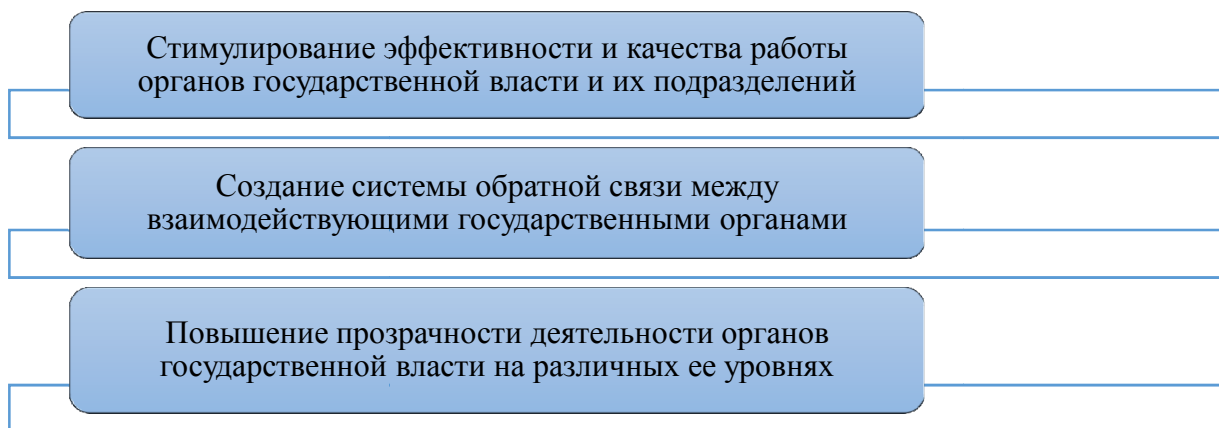 Стимулирование эффективности и качества работы
органов государственной власти и их подразделений
Создание системы обратной связи между
взаимодействующими государственными органами
Повышение прозрачности деятельности органов
государственной власти на различных ее уровнях